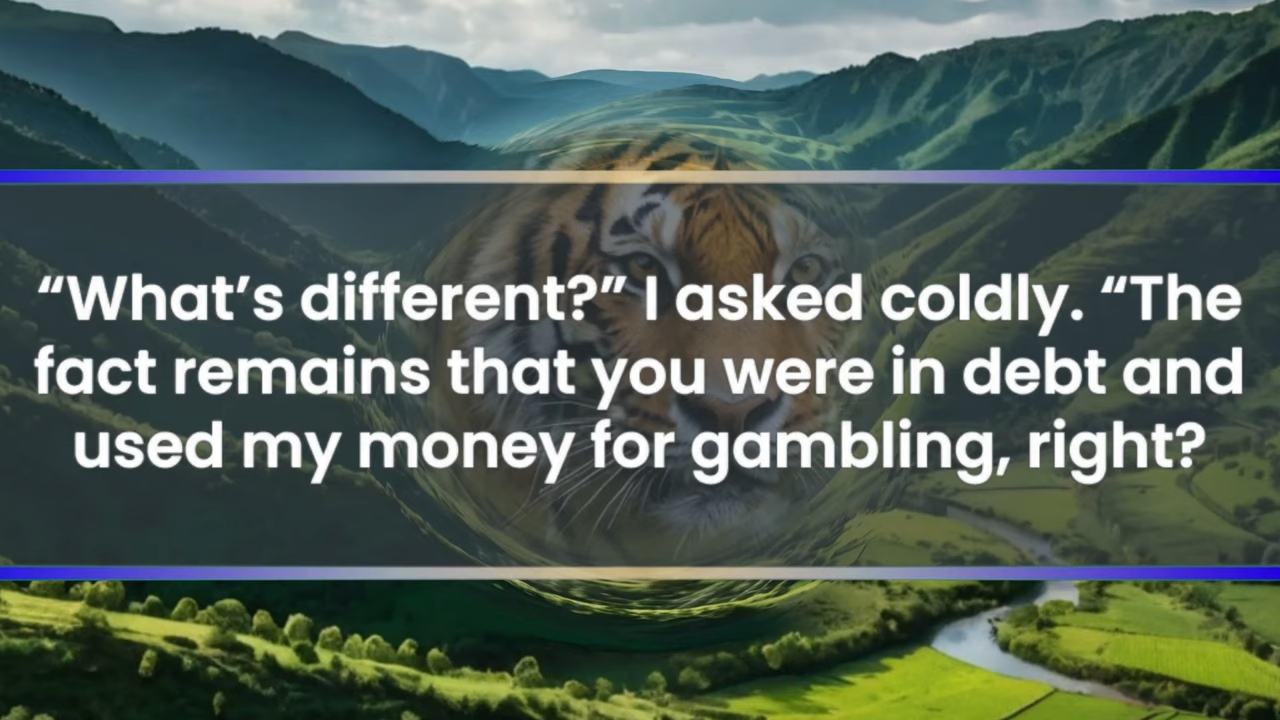 “What’s different?” I asked coldly. “The
fact remains that you were in debt and
used my money for gambling, right?